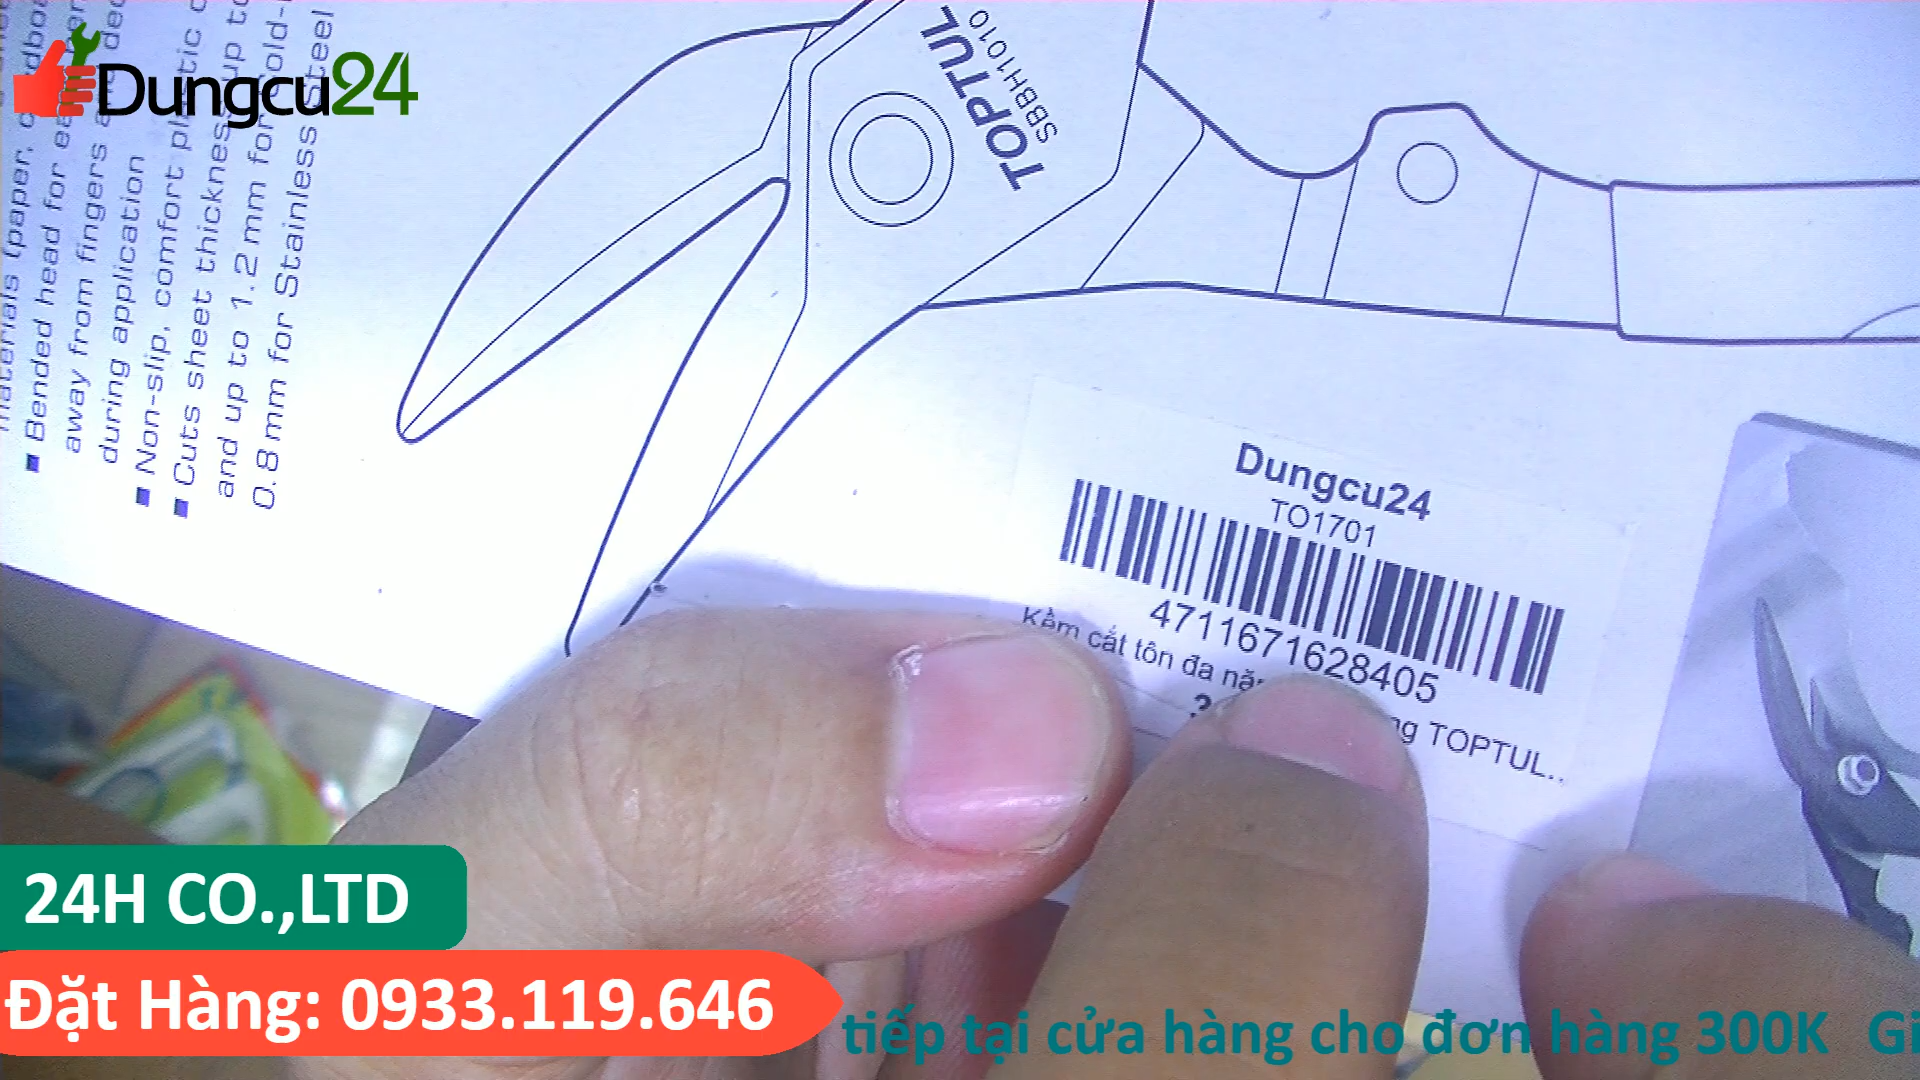 Dungcu24
materials (paper,
■ Bended head for
away from fingers
during application
■ Non-slip, comfort plastic
■ Cuts sheet thickness up to
and up to 1.2 mm for
0.8 mm for Stainless Steel
TOPTUL
SBBH1010
Dungcu24
TO1701
4711671628405
Kềm cắt tôn đa
TOPTUL..
24H CO.,LTD
Đặt Hàng: 0933.119.646
tiếp tại cửa hàng cho đơn hàng 300K